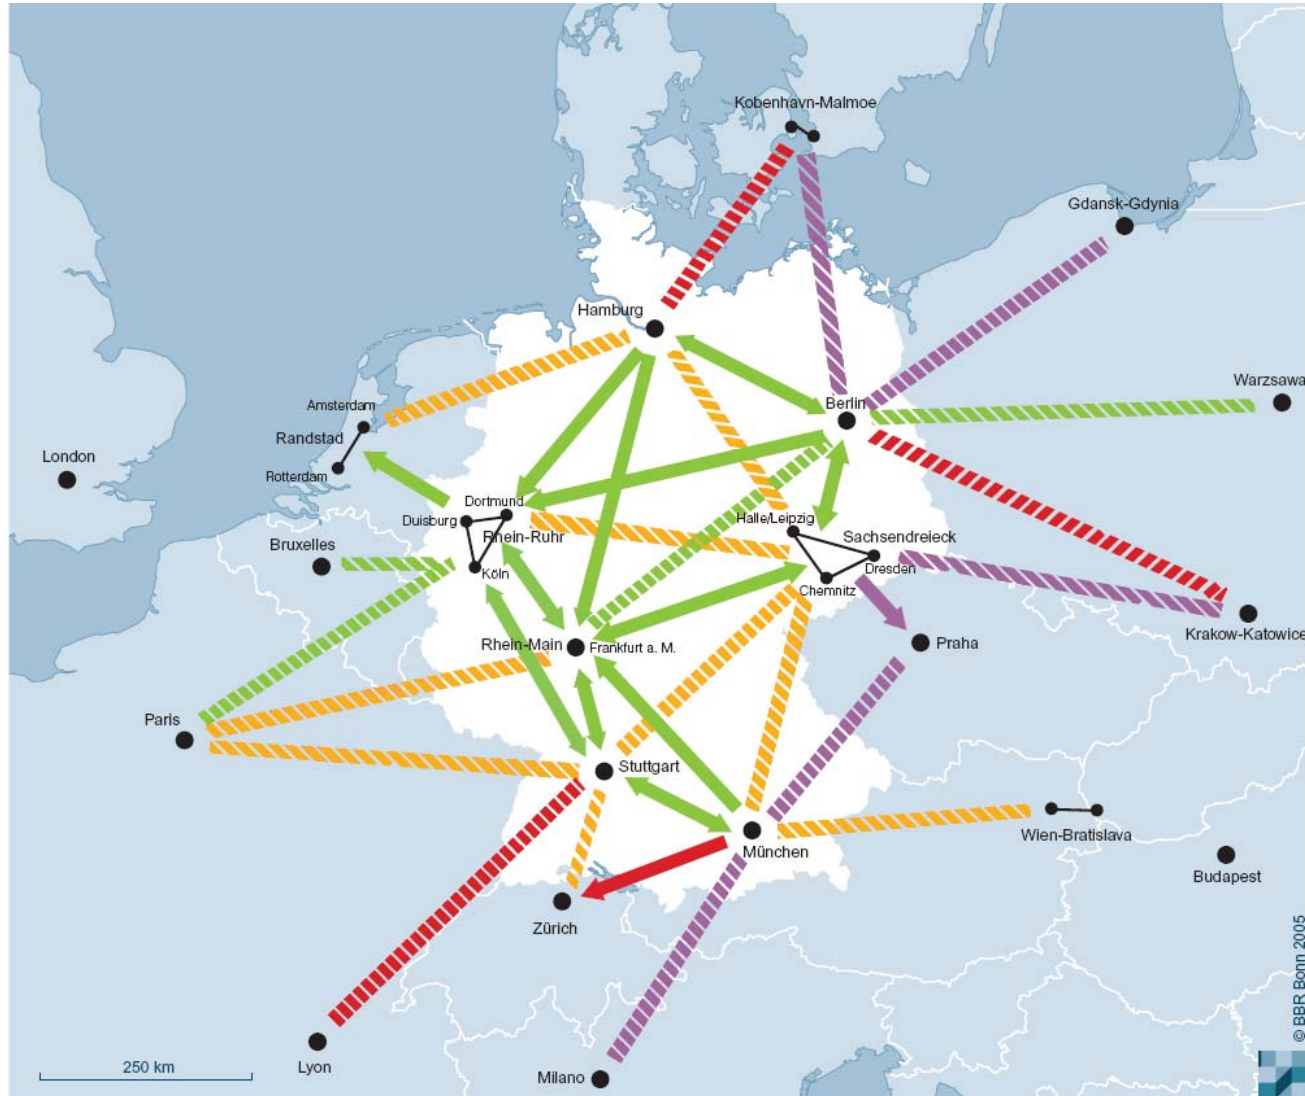 Kobenhavn-Malmoe
Gdansk-Gdynia
Hamburg
Warzsawa
Berlin
Amsterdam
Randstad
London
Rotterdam
Dortmund
Duisburg
Halle/Leipzig
Rhein-Ruhr
Sachsendreieck
Bruxelles
Dresden
Köln
Chemnitz
Krakow-Katowice
Rhein-Main
Frankfurt a. M.
Praha
Paris
Stuttgart
Wien-Bratislava
München
Budapest
Zürich
Lyon
250 km
Milano
© BBR Bonn 2005